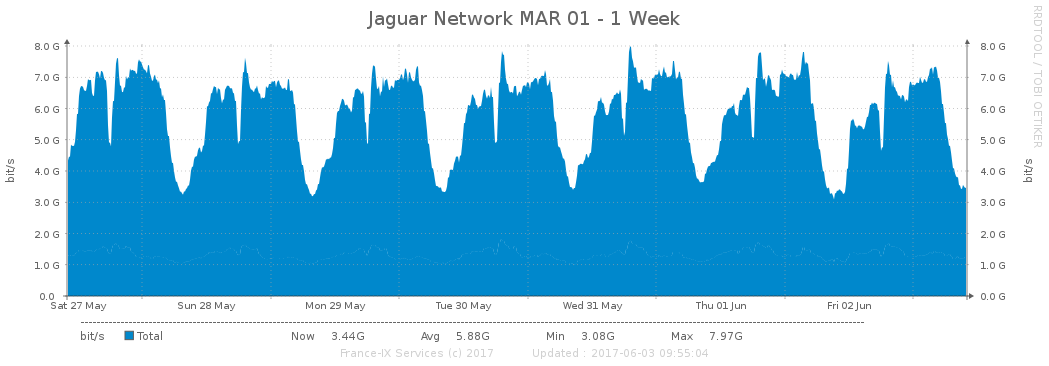 Jaguar Network MAR 01 - 1 Week
RRDTOOL / TOBI OETIKER
8.0 G 8.0 G
7.0 G 7.0 G
6.0 G 6.0 G
5.0 G 5.0 G
4.0 G 4.0 G
3.0 G 3.0 G
2.0 G 2.0 G
1.0 G 1.0 G
0.0 0.0 G
bit/s
bit/s
Sat 27 May Sun 28 May Mon 29 May Tue 30 May Wed 31 May Thu 01 Jun Fri 02 Jun
bit/s Total Now 3.44G Avg 5.88G Min 3.08G Max 7.97G
France-IX Services (c) 2017 Updated : 2017-06-03 09:55:04